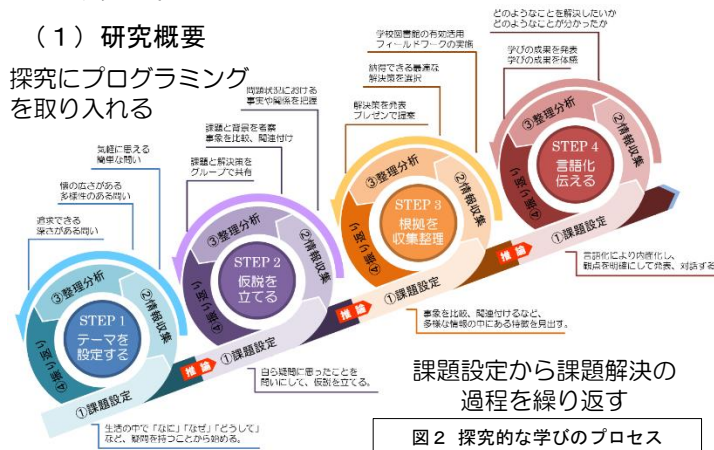 （１）研究概要
探究にプログラミング
を取り入れる
気軽に思える
簡単な問い
幅の広さがある
多様性のある問い
追求できる
深さがある問い
③整理分析
②情報収集
④振り返り
STEP 1
テーマを
設定する
①課題設定
生活の中で「なに」「なぜ」「どうして」
など、疑問を持つことから始める。
推論
問題状況における
事実や関係を把握
課題と背景を考察
事象を比較、関連付け
課題と解決策を
グループで共有
③整理分析
②情報収集
④振り返り
STEP 2
仮説を
立てる
①課題設定
自ら疑問に思ったことを
問いにして、仮説を立てる。
推論
学校図書館の有効活用
フィールドワークの実施
納得できる最適な
解決策を選択
解決策を発表
プレゼンで提案
③整理分析
②情報収集
④振り返り
STEP 3
根拠を
収集整理
①課題設定
事象を比較、関連付けるなど、
多様な情報の中にある特徴を見出す。
推論
どのようなことを解決したいか
どのようなことが分かったか
学びの成果を発表
学びの成果を体感
③整理分析
②情報収集
④振り返り
STEP 4
言語化
伝える
①課題設定
言語化により内面化し、
観点を明確にして発表、対話する
課題設定から課題解決の
過程を繰り返す
図２ 探究的な学びのプロセス